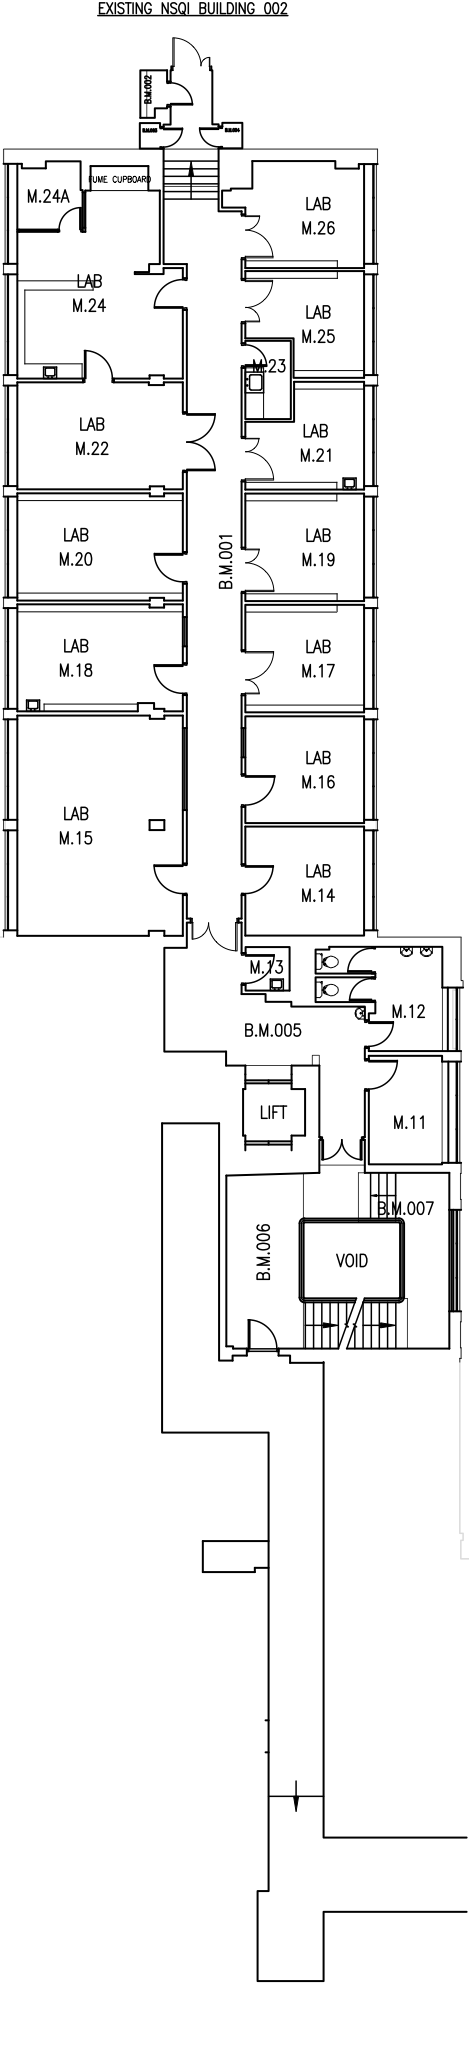 EXISTING NSQI BUILDING 002
B.M.002
B.M.003
B.M.004
FUME CUPBOARD
M.24A
LAB
M.26
LAB
M.24
LAB
M.25
M.23
LAB
M.22
LAB
M.21
LAB
M.20
B.M.001
LAB
M.19
LAB
M.18
LAB
M.17
LAB
M.16
LAB
M.15
LAB
M.14
M.13
M.12
B.M.005
LIFT
M.11
B.M.007
B.M.006
VOID